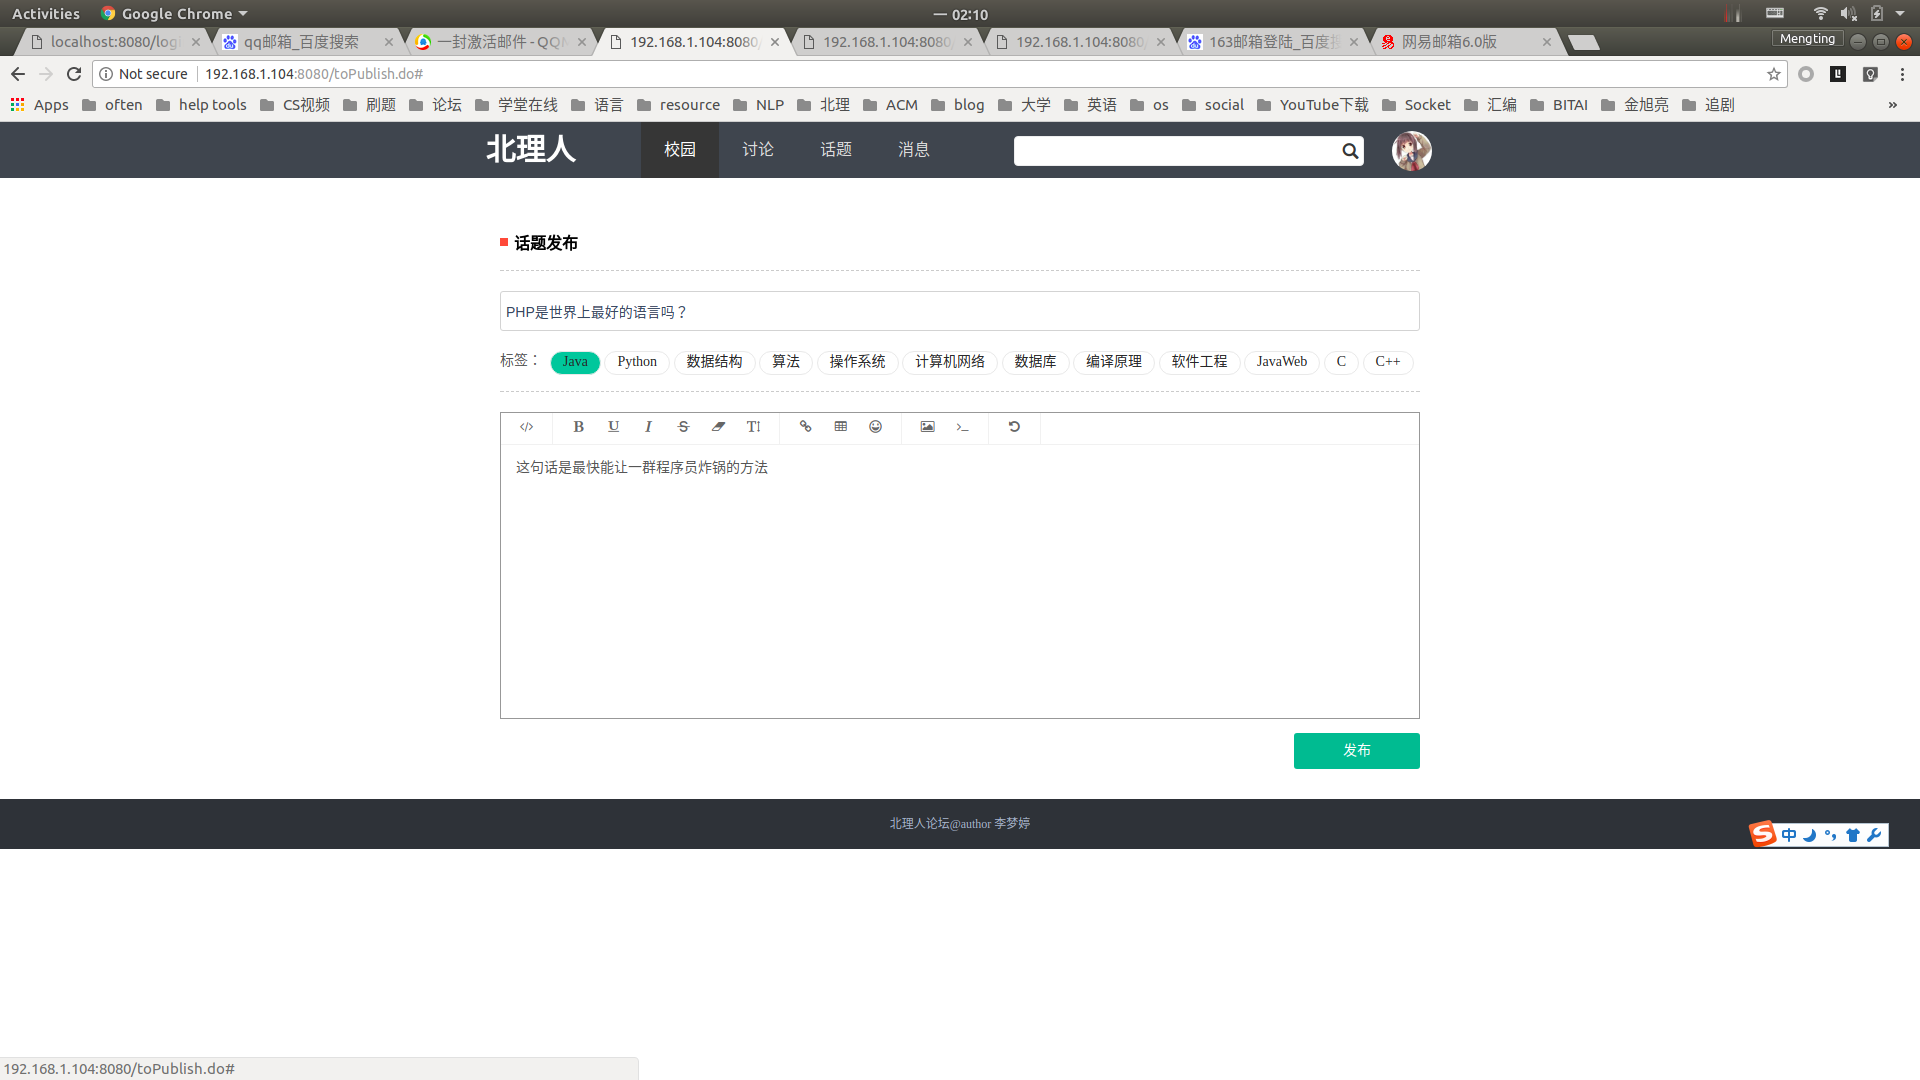 Activities Google Chrome 一 02:10
localhost:8080/logi qq邮箱_百度搜索 一封激活邮件 - QQM 192.168.1.104:8080/ 192.168.1.104:8080/ 192.168.1.104:8080/ 163邮箱登陆_百度搜 网易邮箱6.0版 Mengting
Not secure 192.168.1.104:8080/toPublish.do#
Apps often help tools CS视频 刷题 论坛 学堂在线 语言 resource NLP 北理 ACM blog 大学 英语 os social YouTube下载 Socket 汇编 BITAI 金旭亮 追剧 »
北理人 校园 讨论 话题 消息
话题发布
PHP是世界上最好的语言吗？
标签： Java Python 数据结构 算法 操作系统 计算机网络 数据库 编译原理 软件工程 JavaWeb C C++
</> B U I S TI >_
这句话是最快能让一群程序员炸锅的方法
发布
北理人论坛@author 李梦婷
S 中
192.168.1.104:8080/toPublish.do#